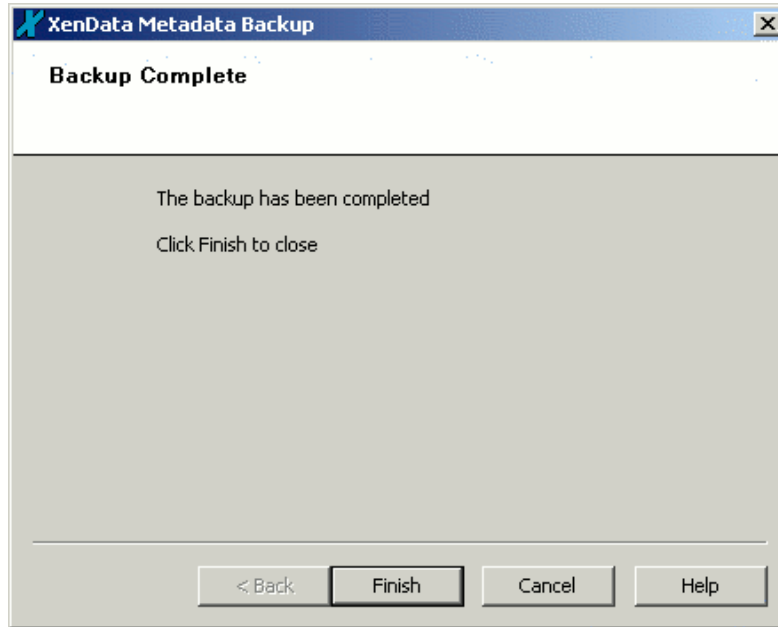 XenData Metadata Backup
Backup Complete
The backup has been completed
Click Finish to close
< Back
Finish
Cancel
Help